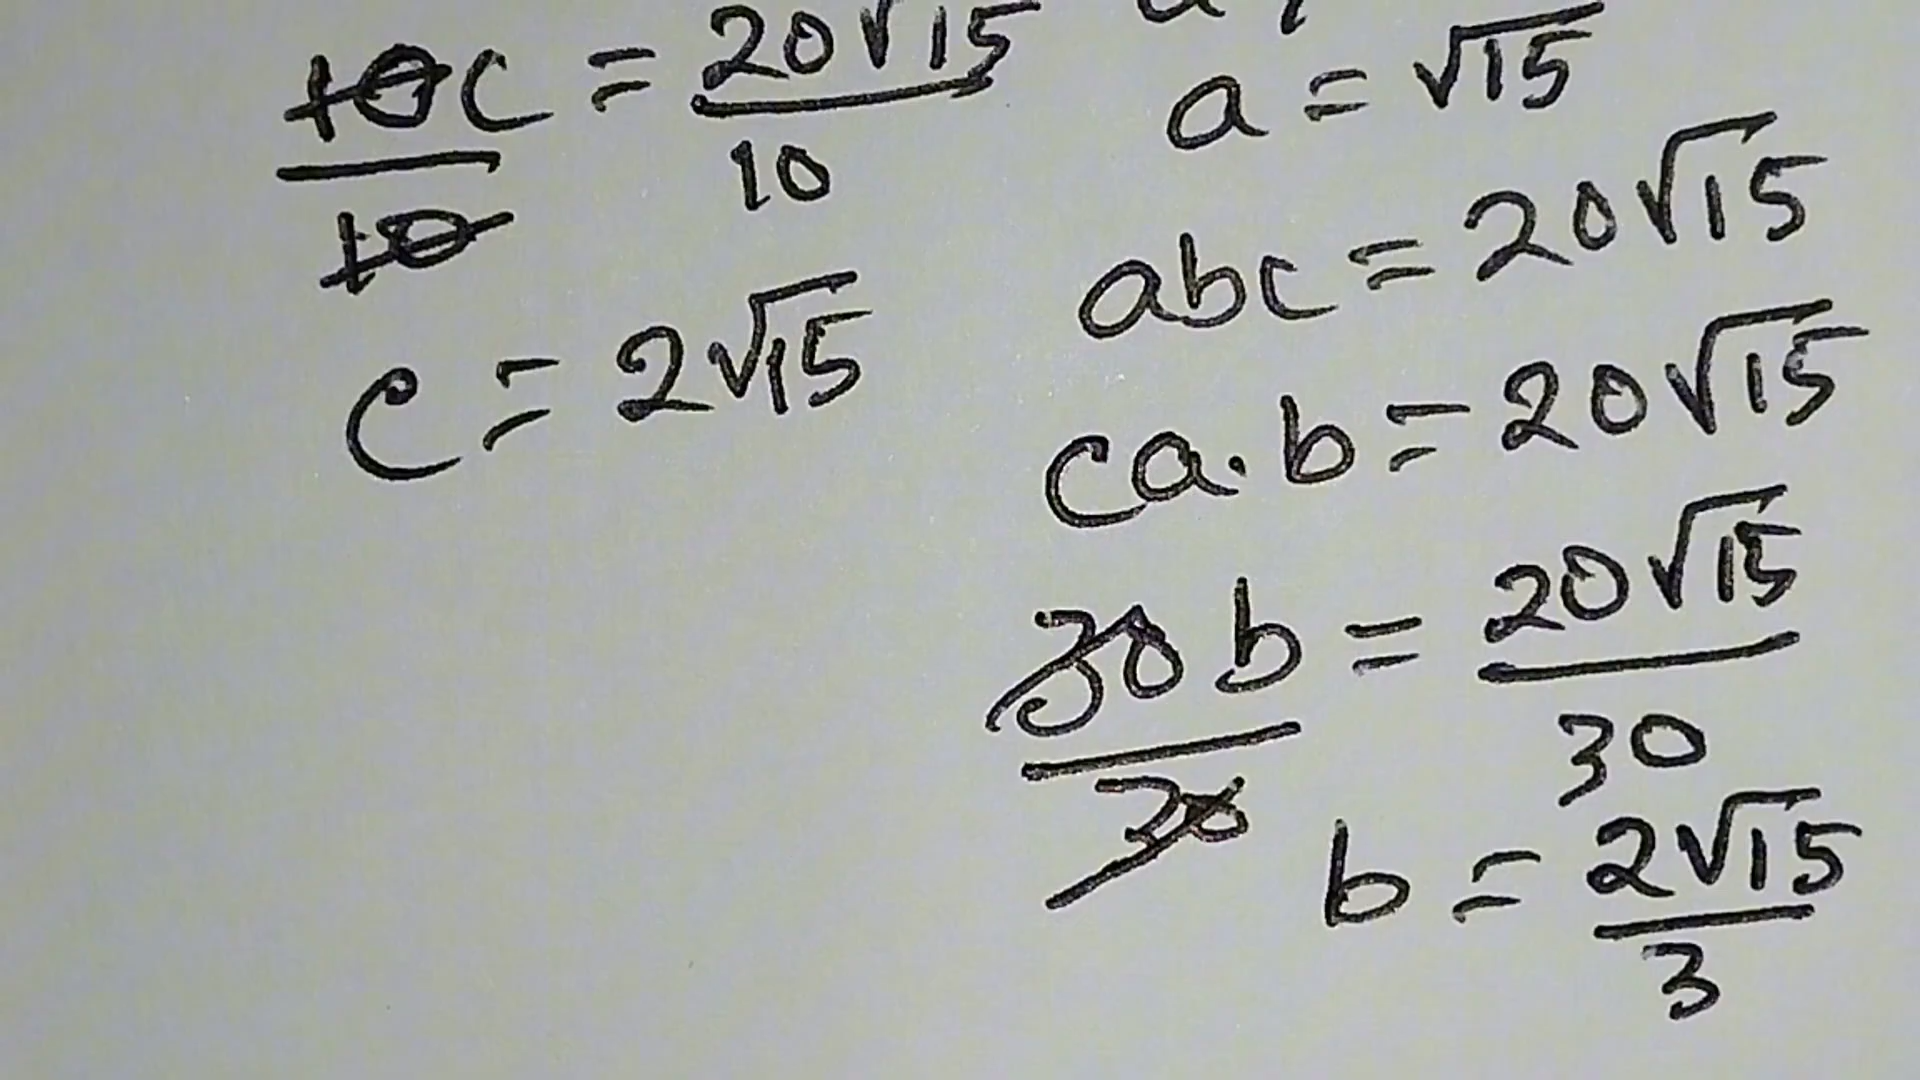 10c = 20√15
10 10
c = 2√15
a = √15
abc = 20√15
ca.b = 20√15
30b = 20√15
30 30
b = 2√15
3